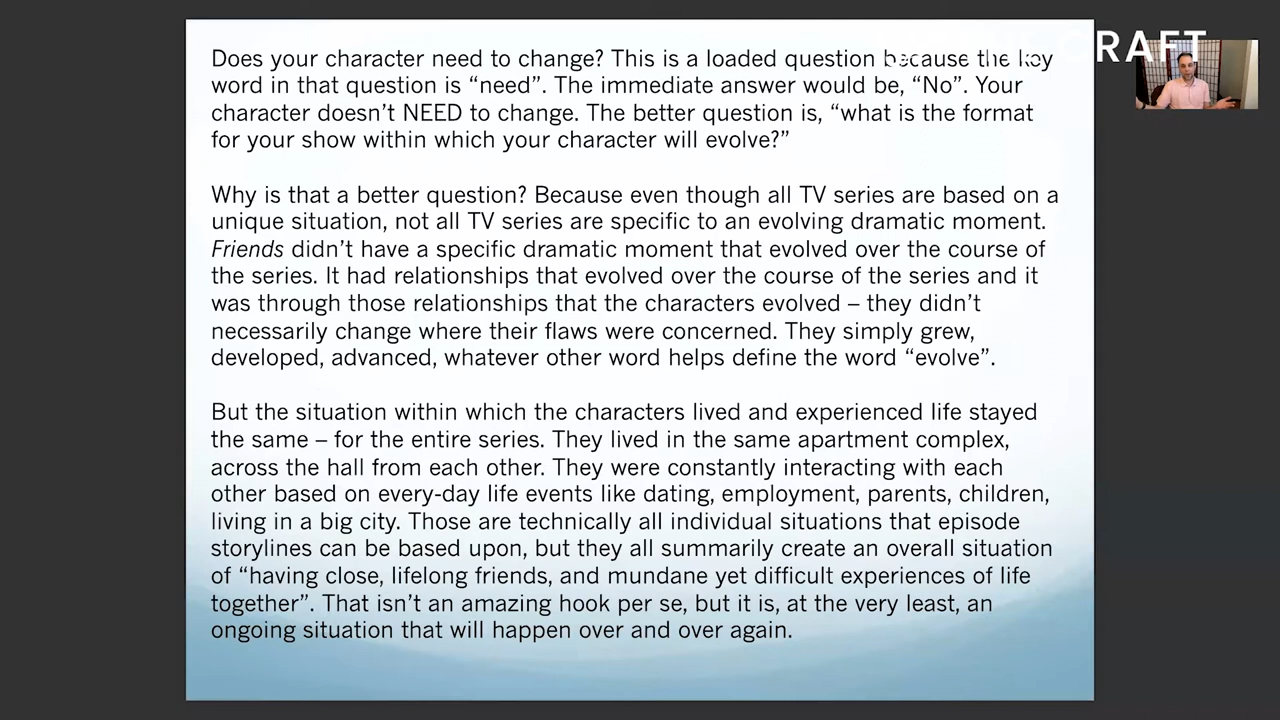 Does your character need to change? This is a loaded question because the key
word in that question is “need”. The immediate answer would be, “No”. Your
character doesn’t NEED to change. The better question is, “what is the format
for your show within which your character will evolve?”
Why is that a better question? Because even though all TV series are based on a
unique situation, not all TV series are specific to an evolving dramatic moment.
Friends didn’t have a specific dramatic moment that evolved over the course of
the series. It had relationships that evolved over the course of the series and it
was through those relationships that the characters evolved – they didn’t
necessarily change where their flaws were concerned. They simply grew,
developed, advanced, whatever other word helps define the word “evolve”.
But the situation within which the characters lived and experienced life stayed
the same – for the entire series. They lived in the same apartment complex,
across the hall from each other. They were constantly interacting with each
other based on every-day life events like dating, employment, parents, children,
living in a big city. Those are technically all individual situations that episode
storylines can be based upon, but they all summarily create an overall situation
of “having close, lifelong friends, and mundane yet difficult experiences of life
together”. That isn’t an amazing hook per se, but it is, at the very least, an
ongoing situation that will happen over and over again.